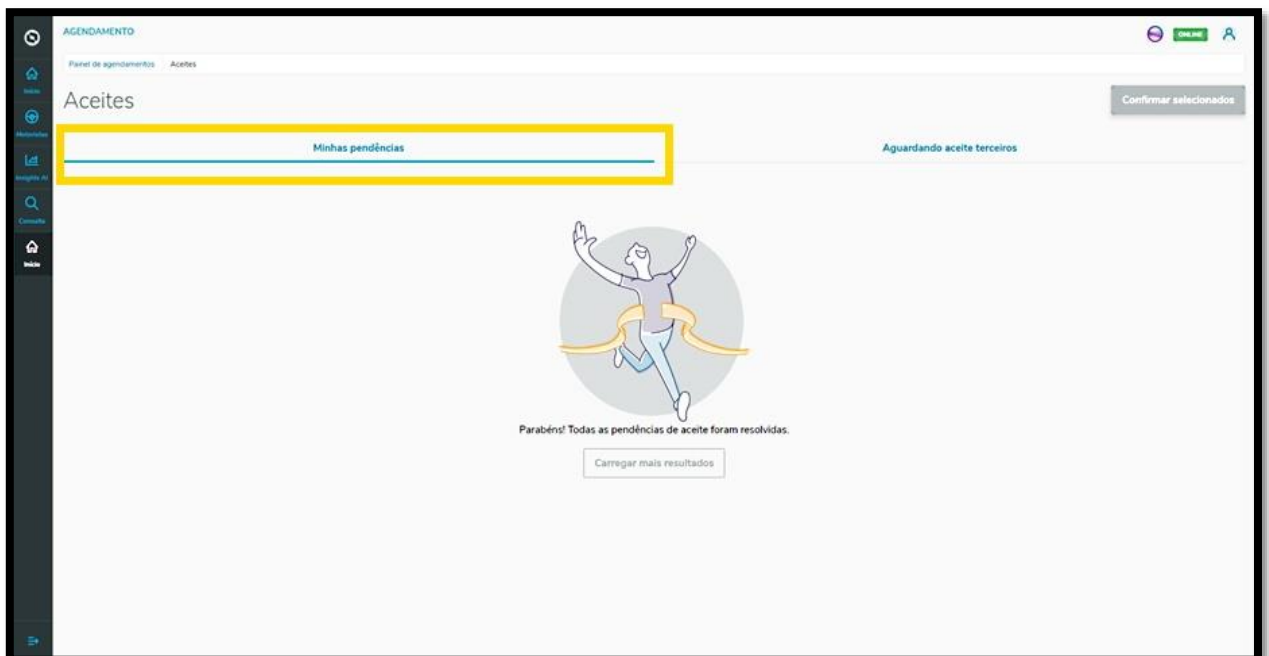 AGENDAMENTO
ONLINE
Painel de agendamentos Aceites
Aceites
Confirmar selecionados
Minhas pendências
Aguardando aceite terceiros
Início
Motoristas
Insights AI
Consulta
Início
Parabéns! Todas as pendências de aceite foram resolvidas.
Carregar mais resultados